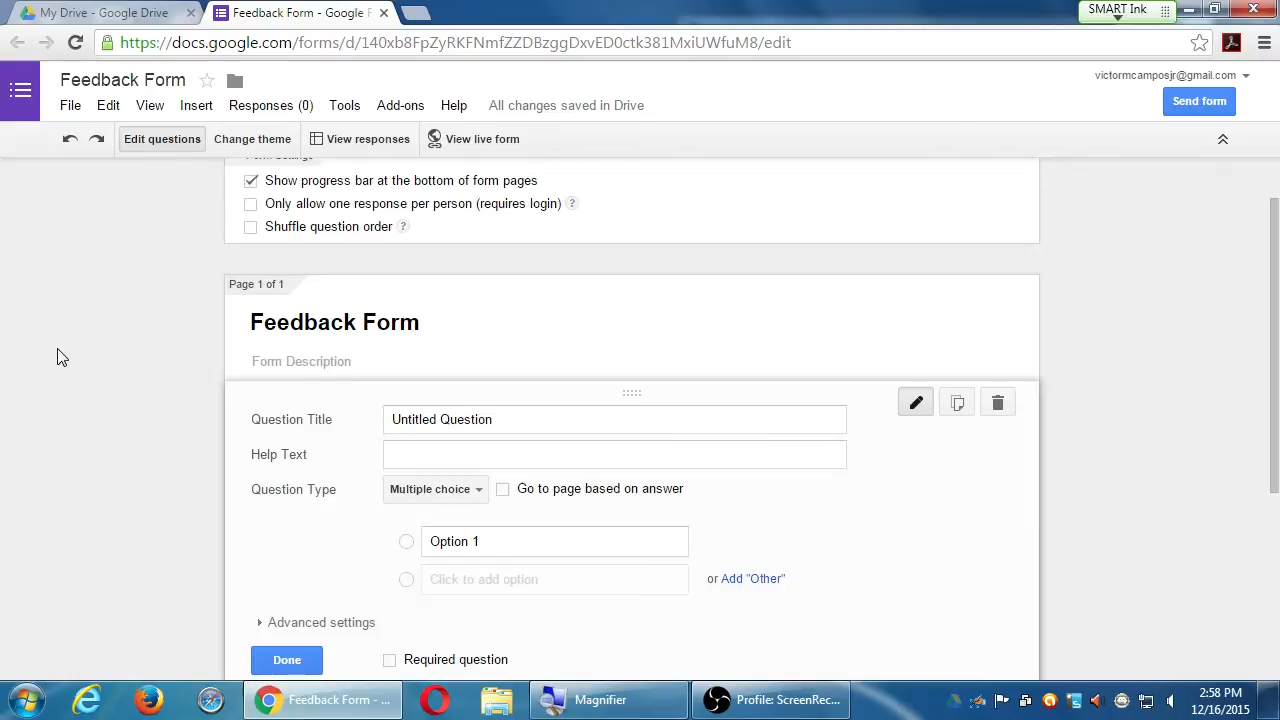 My Drive - Google Drive
Feedback Form - Google F
SMART Ink
https://docs.google.com/forms/d/140xb8FpZyRKFNmfZZDBzggDxvED0ctk381MxiUWfuM8/edit
Feedback Form
victormcamposjr@gmail.com
File Edit View Insert Responses (0) Tools Add-ons Help All changes saved in Drive
Send form
Edit questions Change theme View responses View live form
Form Settings
Show progress bar at the bottom of form pages
Only allow one response per person (requires login) ?
Shuffle question order ?
Page 1 of 1
Feedback Form
Form Description
Question Title Untitled Question
Help Text
Question Type Multiple choice Go to page based on answer
Option 1
Click to add option or Add "Other"
Advanced settings
Done Required question
Feedback Form - ... Magnifier Profile: ScreenRec...
2:58 PM
12/16/2015